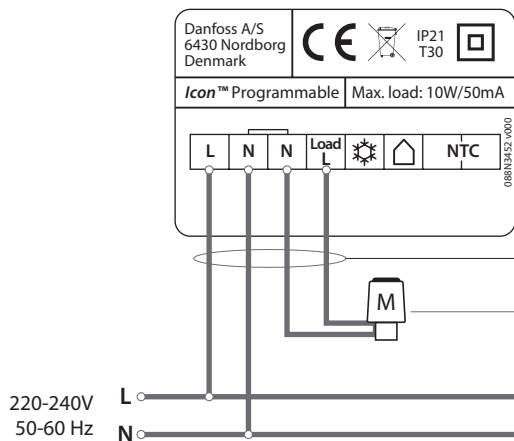 Danfoss A/S
6430 Nordborg
Denmark
CE
IP21
T30
Icon™ Programmable
Max. load: 10W/50mA
L N N Load L NTC
088N3452 v000
M
220-240V
50-60 Hz
L
N